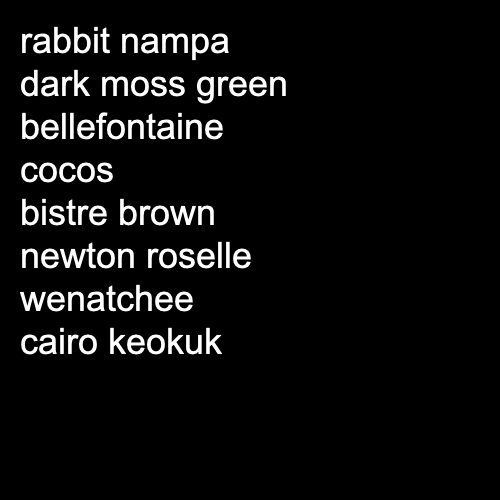 rabbit nampa
dark moss green
bellefontaine
cocos
bistre brown
newton roselle
wenatchee
cairo keokuk